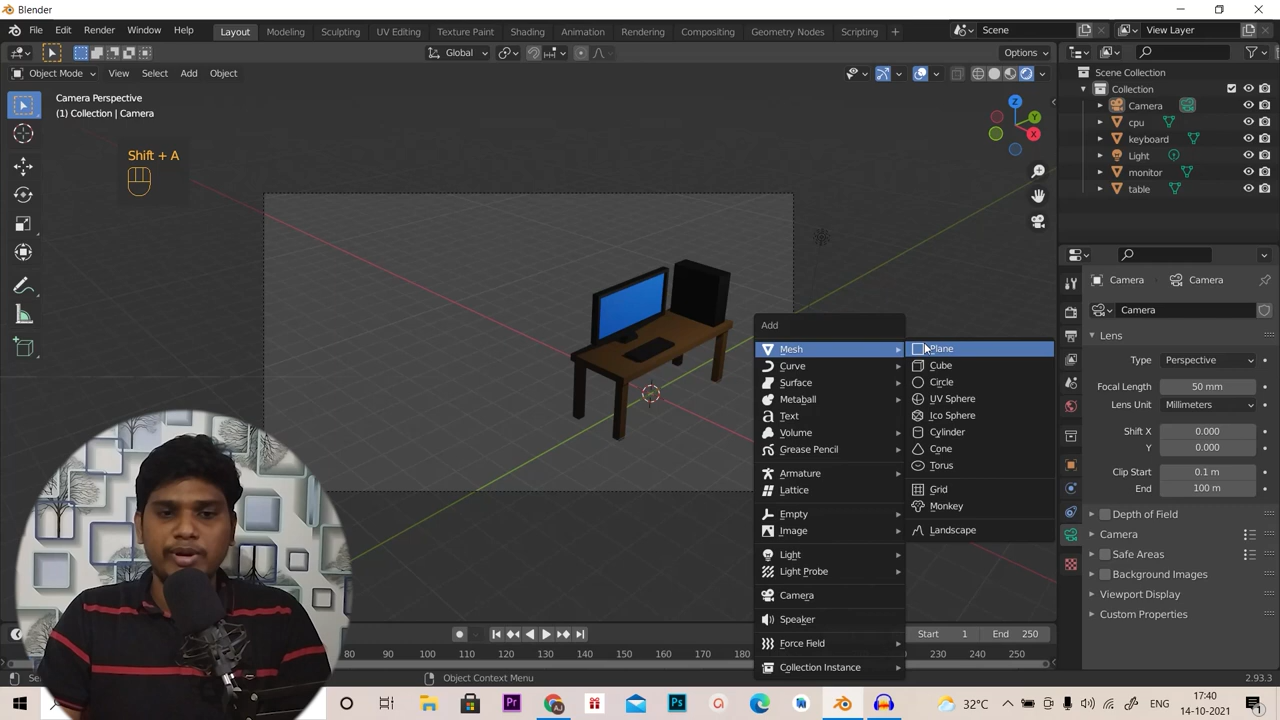 Blender
File Edit Render Window Help
Layout Modeling Sculpting UV Editing Texture Paint Shading Animation Rendering Compositing Geometry Nodes Scripting +
Scene
View Layer
Global
Options
Object Mode View Select Add Object
Camera Perspective
(1) Collection | Camera
Shift + A
Z
Y
X
Scene Collection
Collection
Camera
cpu
keyboard
Light
monitor
table
Camera Camera
Camera
Lens
Type Perspective
Focal Length 50 mm
Lens Unit Millimeters
Shift X 0.000
Y 0.000
Clip Start 0.1 m
End 100 m
Depth of Field
Camera
Safe Areas
Background Images
Viewport Display
Custom Properties
Add
Mesh
Curve
Surface
Metaball
Text
Volume
Grease Pencil
Armature
Lattice
Empty
Image
Light
Light Probe
Camera
Speaker
Force Field
Collection Instance
Plane
Cube
Circle
UV Sphere
Ico Sphere
Cylinder
Cone
Torus
Grid
Monkey
Landscape
Start 1 End 250
80 90 100 110 120 130 140 150 160 170 180 230 240 250
Object Context Menu
2.93.3
Pr
Ps
32°C
ENG
17:40
14-10-2021